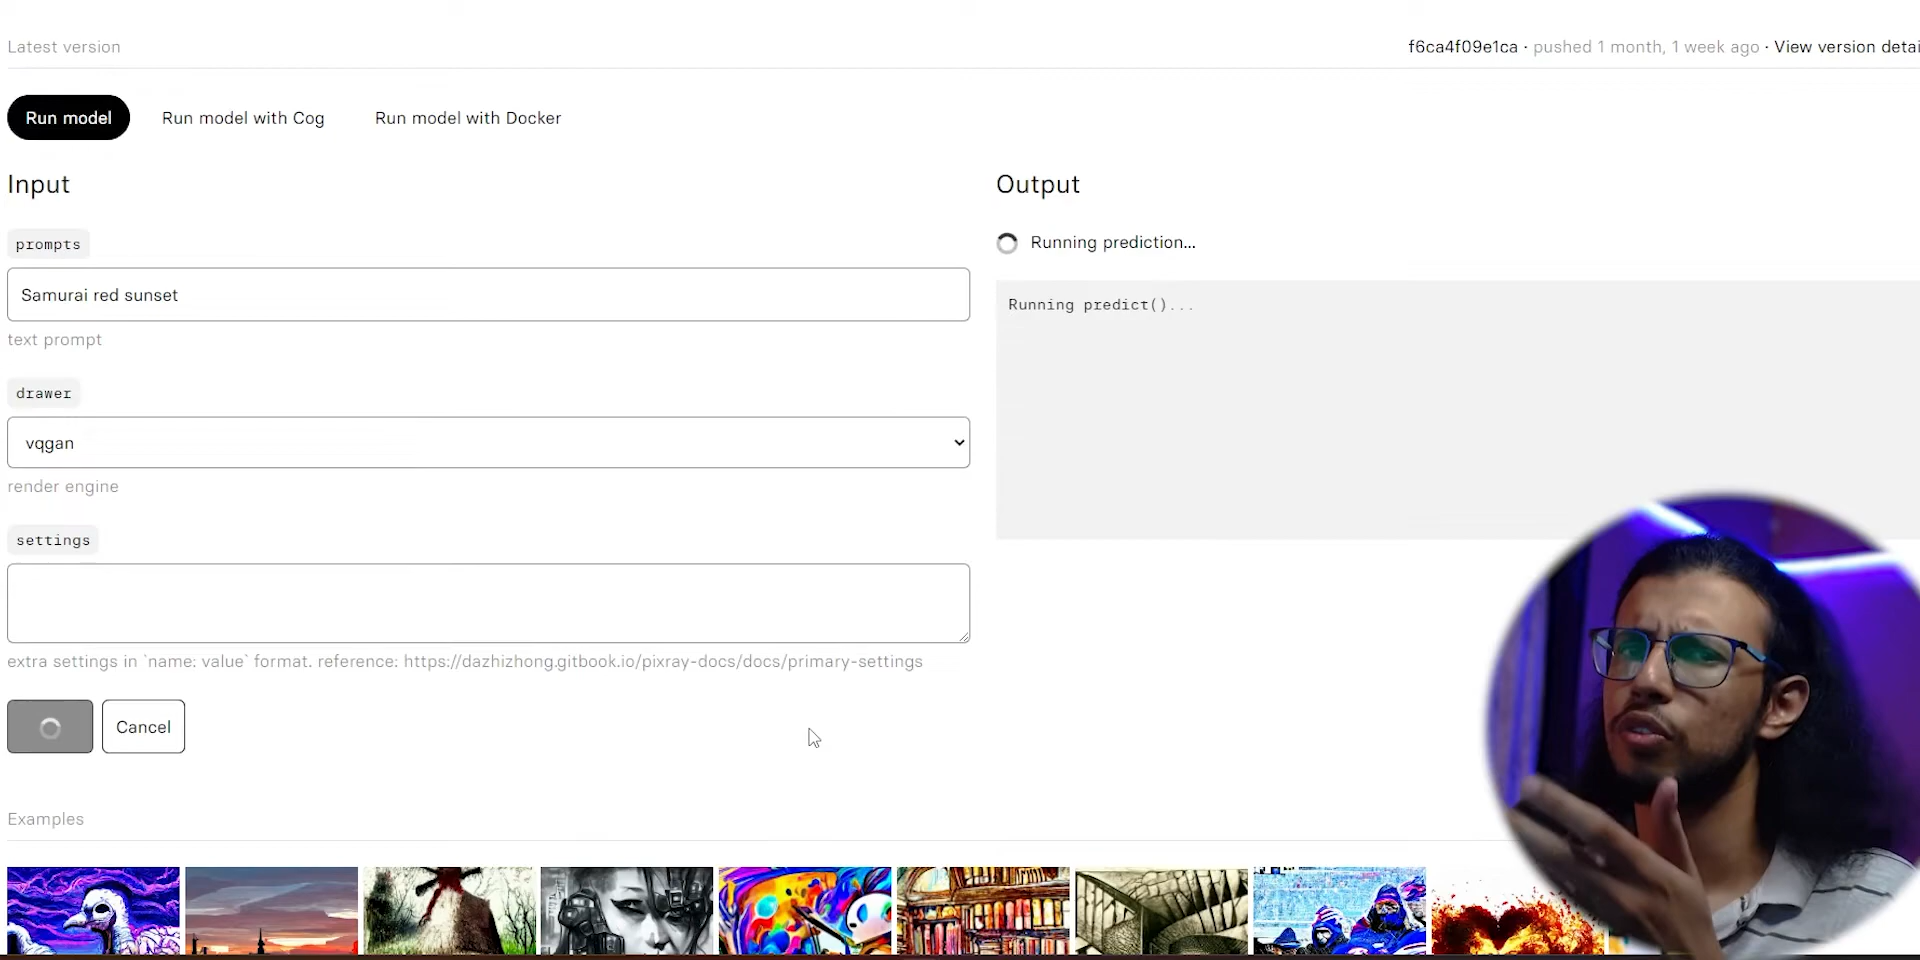 Latest version
f6ca4f09e1ca · pushed 1 month, 1 week ago · View version detai
Run model
Run model with Cog
Run model with Docker
Input
Output
prompts
Running prediction...
Samurai red sunset
Running predict()...
text prompt
drawer
vqgan
render engine
settings
extra settings in `name: value` format. reference: https://dazhizhong.gitbook.io/pixray-docs/docs/primary-settings
Cancel
Examples